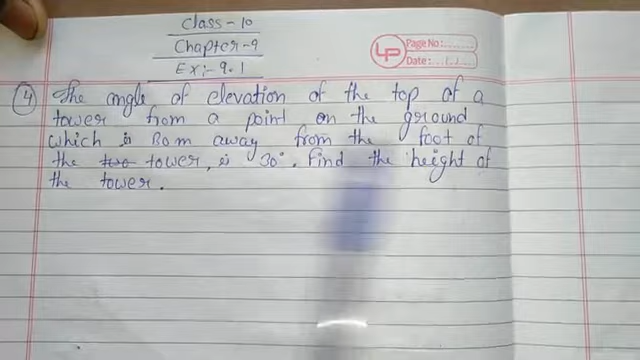 Class - 10
Chapter - 9
Ex:- 9.1
LP
Page No:
Date:
(4) The angle of elevation of the top of a
tower from a point on the ground
which is 30m away from the foot of
the tower, is 30°. Find the height of
the tower.